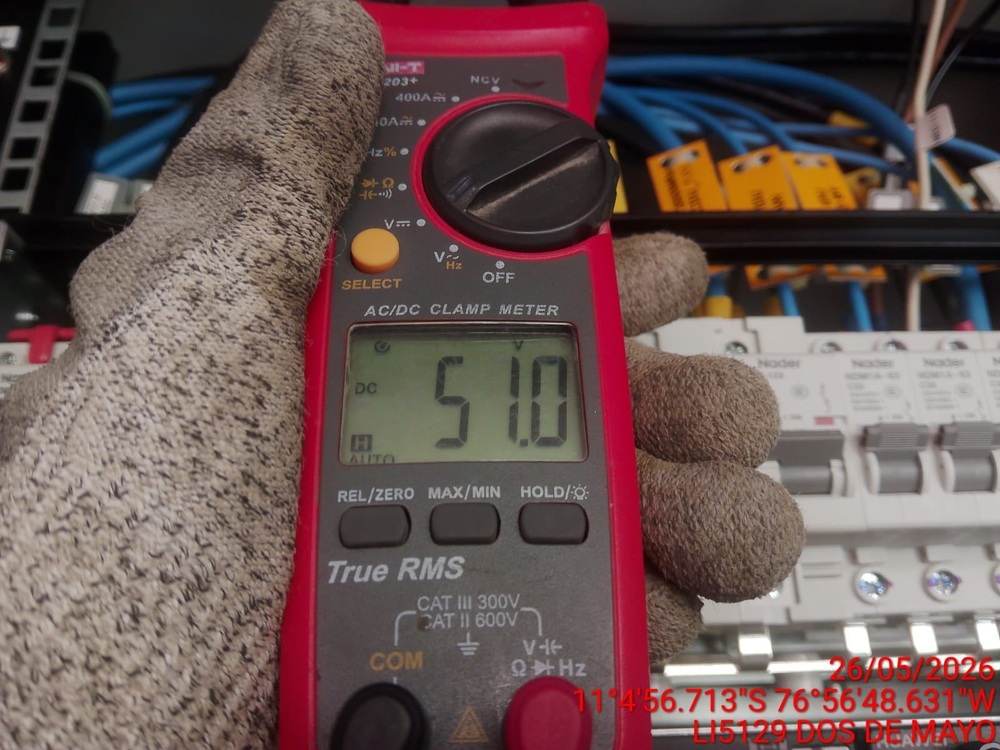 203+
NCV
400A
Hz%
Ω
V
V
Hz
OFF
SELECT
AC/DC CLAMP METER
V
DC
51.0
H
AUTO
REL/ZERO MAX/MIN HOLD/
True RMS
CAT III 300V
CAT II 600V
COM
V
Ω Hz
Nader
Nader
Nader
26/05/2026
11°4'56.713"S 76°56'48.631"W
LI5129 DOS DE MAYO